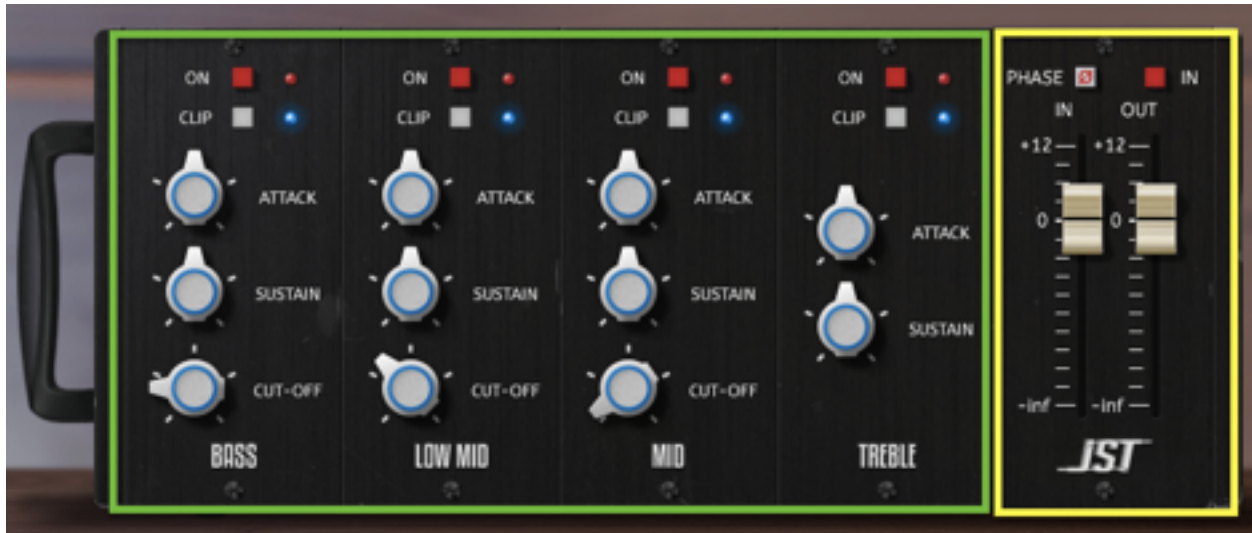 ON
CLIP
ATTACK
SUSTAIN
CUT-OFF
BASS
ON
CLIP
ATTACK
SUSTAIN
CUT-OFF
LOW MID
ON
CLIP
ATTACK
SUSTAIN
CUT-OFF
MID
ON
CLIP
ATTACK
SUSTAIN
TREBLE
PHASE IN
IN OUT
+12 +12
0 0
-inf -inf
JST